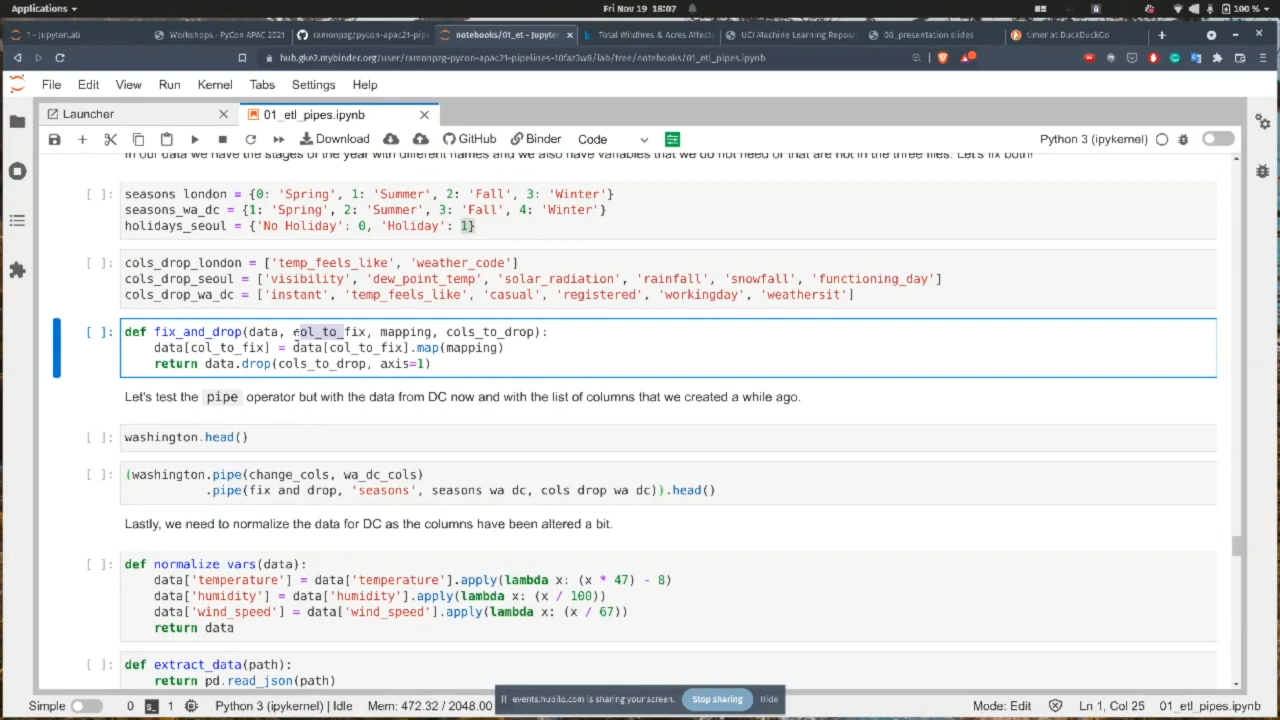 Applications
Fri Nov 19 18:07
100 %
1 - JupyterLab
Workshops - PyCon APAC 2021
ramonpzg/pycon-apac21-pip
notebooks/01_et - Jupyter
Total Wildfires & Acres Affect
UCI Machine Learning Repos
00_presentation slides
timer at DuckDuckGo
hub.gke2.mybinder.org/user/ramonpzg-pycon-apac21-pipelines-10faz3w8/lab/tree/notebooks/01_etl_pipes.ipynb
File Edit View Run Kernel Tabs Settings Help
Launcher
01_etl_pipes.ipynb
Download GitHub Binder Code
Python 3 (ipykernel)
In our data we have the stages of the year with different names and we also have variables that we do not need or that are not in the three files. Let's fix both!
[ ]: seasons_london = {0: 'Spring', 1: 'Summer', 2: 'Fall', 3: 'Winter'}
seasons_wa_dc = {1: 'Spring', 2: 'Summer', 3: 'Fall', 4: 'Winter'}
holidays_seoul = {'No Holiday': 0, 'Holiday': 1}
[ ]: cols_drop_london = ['temp_feels_like', 'weather_code']
cols_drop_seoul = ['visibility', 'dew_point_temp', 'solar_radiation', 'rainfall', 'snowfall', 'functioning_day']
cols_drop_wa_dc = ['instant', 'temp_feels_like', 'casual', 'registered', 'workingday', 'weathersit']
[ ]: def fix_and_drop(data, col_to_fix, mapping, cols_to_drop):
data[col_to_fix] = data[col_to_fix].map(mapping)
return data.drop(cols_to_drop, axis=1)
Let's test the pipe operator but with the data from DC now and with the list of columns that we created a while ago.
[ ]: washington.head()
[ ]: (washington.pipe(change_cols, wa_dc_cols)
.pipe(fix_and_drop, 'seasons', seasons_wa_dc, cols_drop_wa_dc)).head()
Lastly, we need to normalize the data for DC as the columns have been altered a bit.
[ ]: def normalize_vars(data):
data['temperature'] = data['temperature'].apply(lambda x: (x * 47) - 8)
data['humidity'] = data['humidity'].apply(lambda x: (x / 100))
data['wind_speed'] = data['wind_speed'].apply(lambda x: (x / 67))
return data
[ ]: def extract_data(path):
return pd.read_json(path)
events.hubilo.com is sharing your screen. Stop sharing Hide
Simple 0 1 Python 3 (ipykernel) | Idle Mem: 472.32 / 2048.00 Mode: Edit Ln 1, Col 25 01_etl_pipes.ipynb